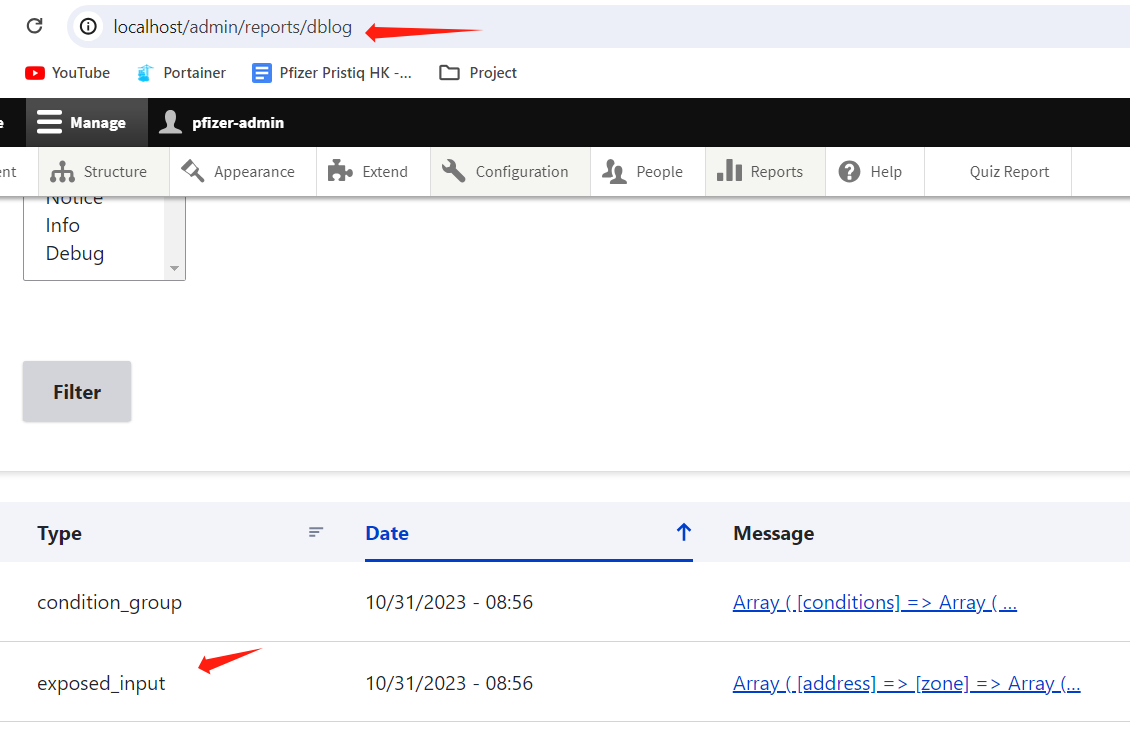 localhost/admin/reports/dblog
YouTube Portainer Pfizer Pristiq HK -... Project
e Manage pfizer-admin
nt Structure Appearance Extend Configuration People Reports Help Quiz Report
Notice
Info
Debug
Filter
Type Date Message
condition_group 10/31/2023 - 08:56 Array ( [conditions] => Array ( ...
exposed_input 10/31/2023 - 08:56 Array ( [address] => [zone] => Array (...